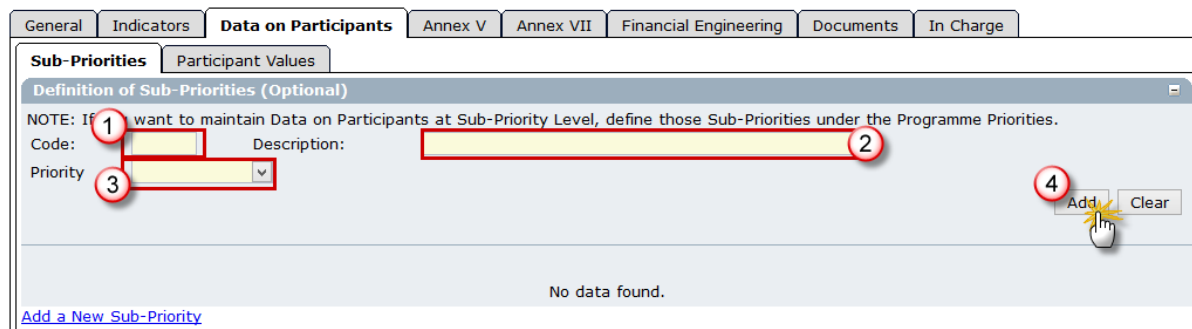 General Indicators Data on Participants Annex V Annex VII Financial Engineering Documents In Charge
Sub-Priorities Participant Values
Definition of Sub-Priorities (Optional)
NOTE: If want to maintain Data on Participants at Sub-Priority Level, define those Sub-Priorities under the Programme Priorities.
1
Code: Description: 2
Priority 3
4
Add Clear
No data found.
Add a New Sub-Priority